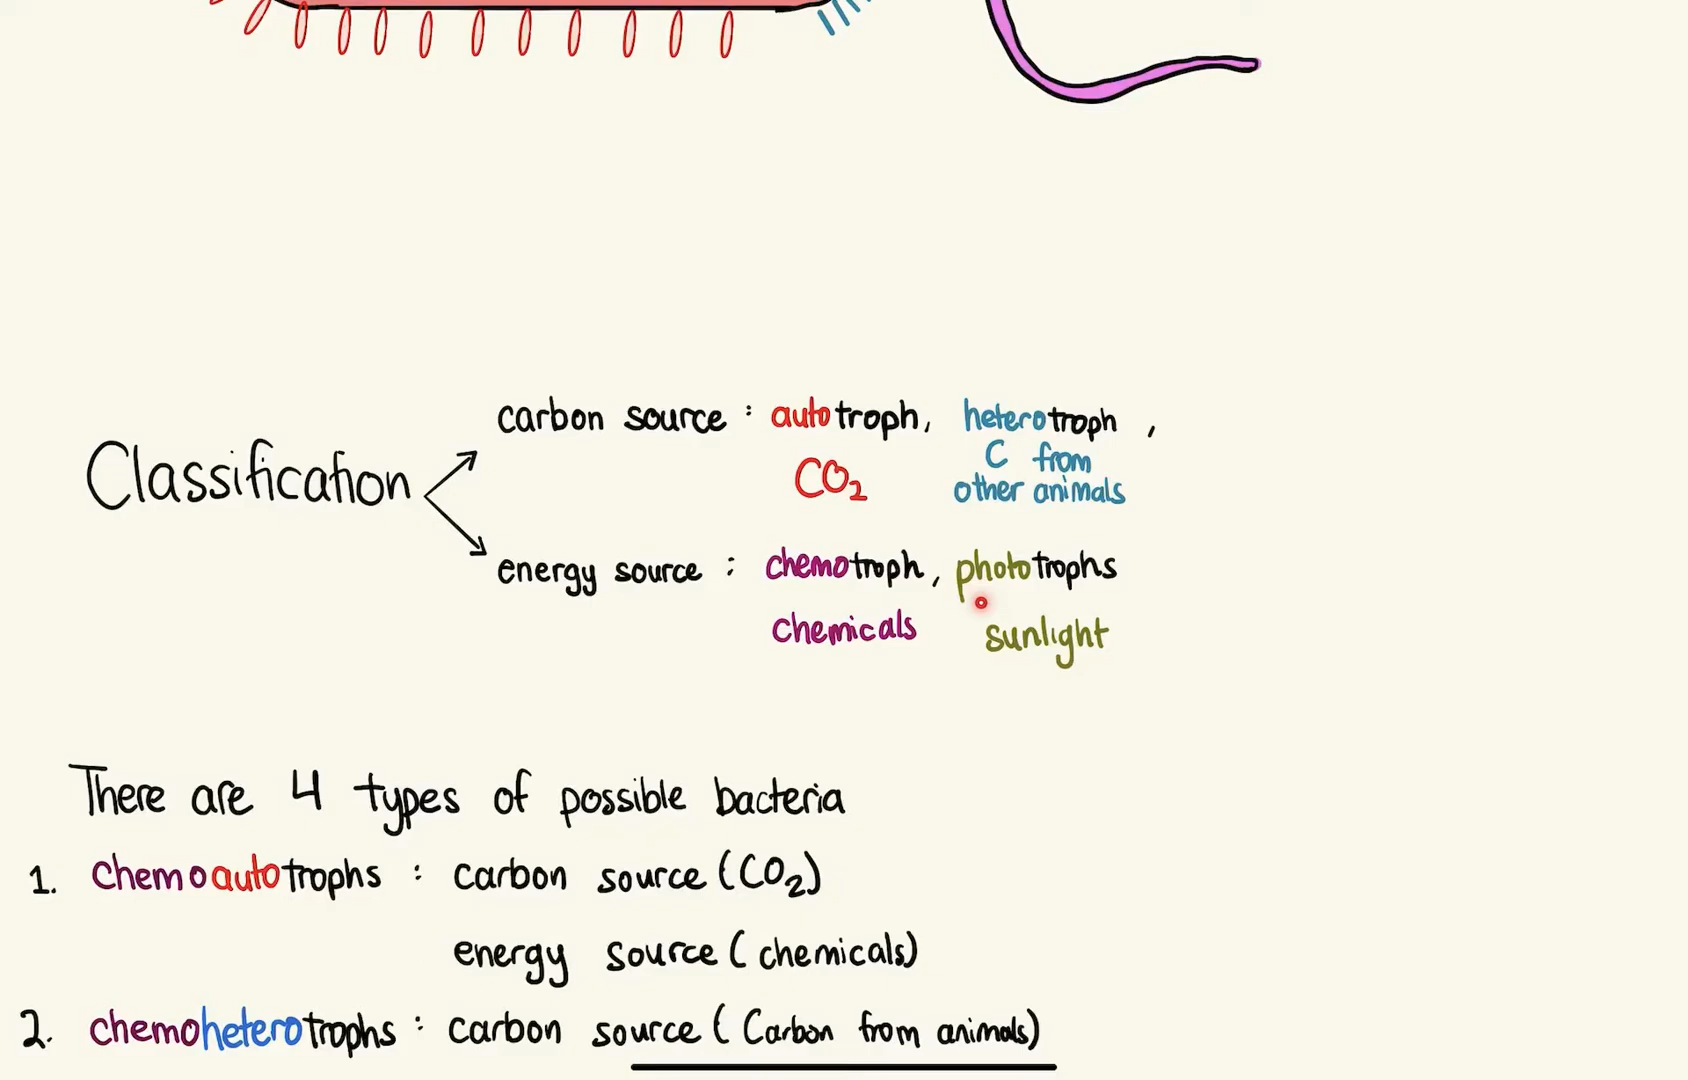 carbon source : autotroph, heterotroph ,
CO2 C from
other animals
Classification
energy source : chemotroph, phototrophs
chemicals sunlight
There are 4 types of possible bacteria
1. chemoautotrophs : carbon source (CO2)
energy source (chemicals)
2. chemoheterotrophs : carbon source (Carbon from animals)